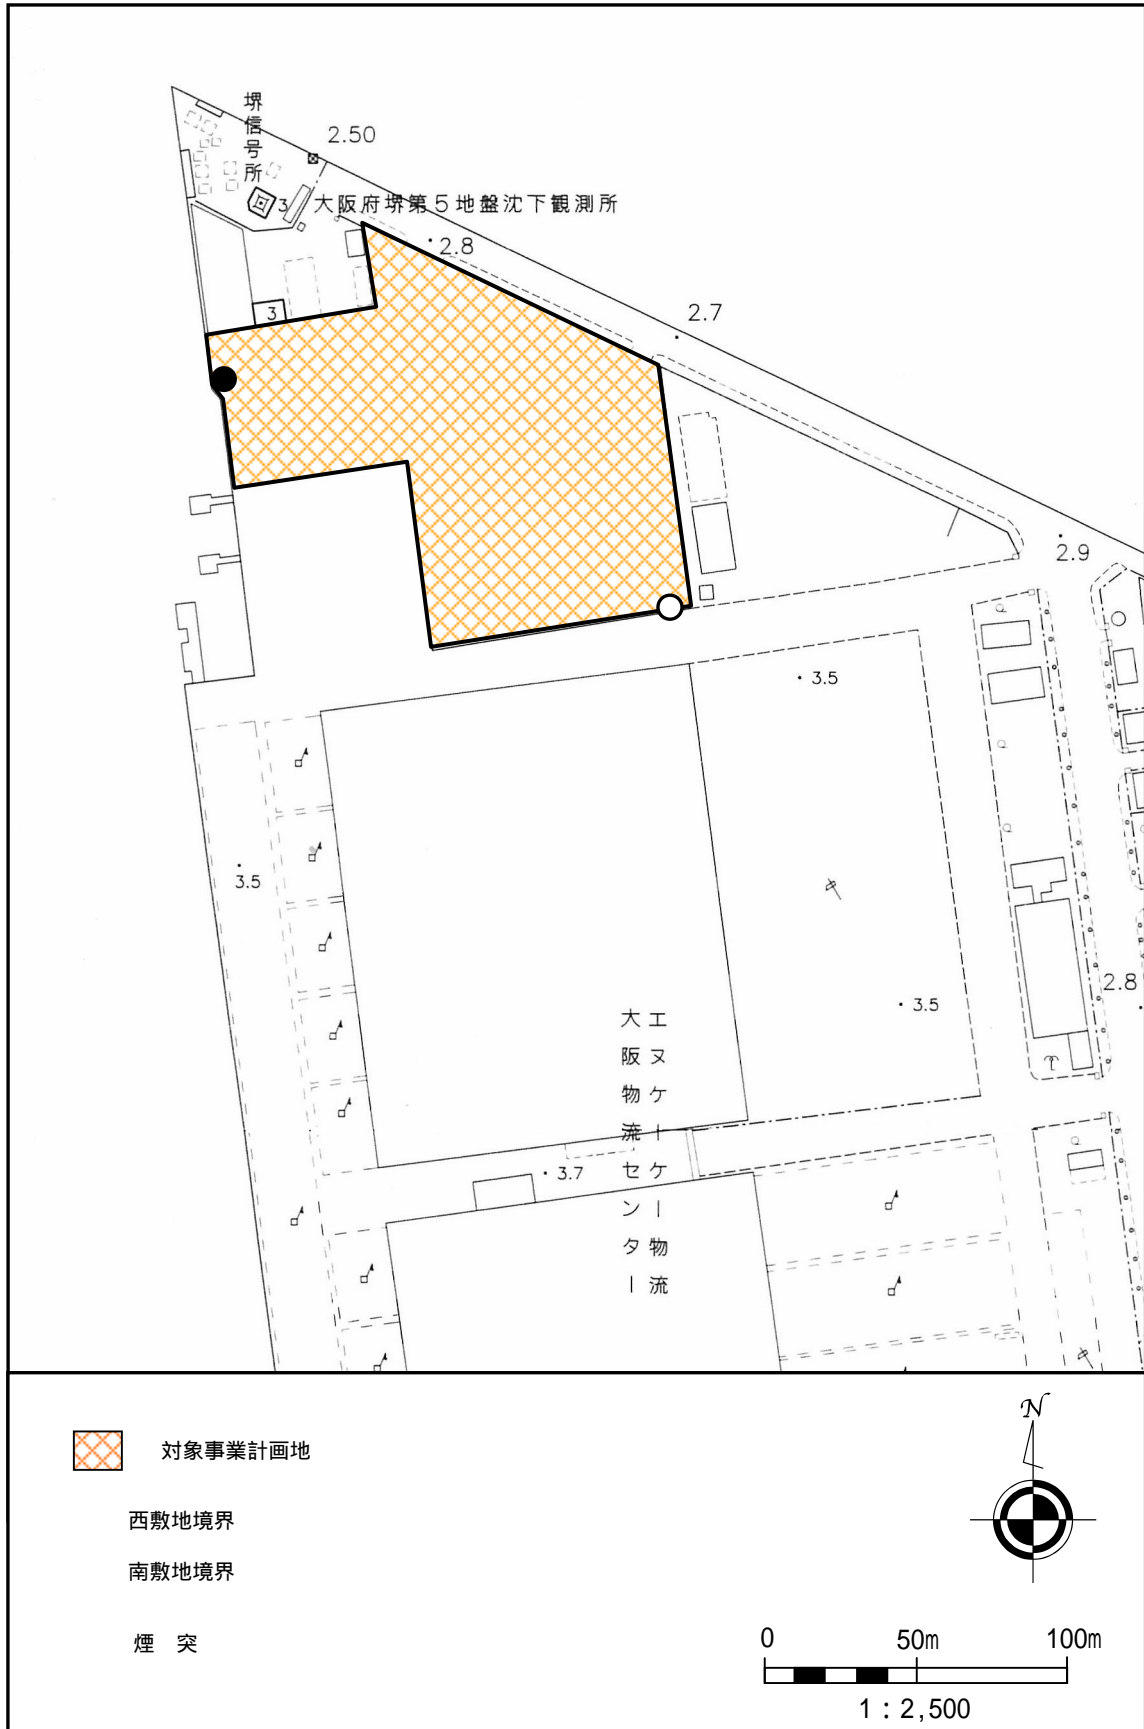 堺信号所
2.50
3
大阪府堺第5地盤沈下観測所
2.8
2.7
3
2.9
3.5
3.5
2.8
3.5
エヌケーケー物流
大阪物流センター
3.7
対象事業計画地
西敷地境界
南敷地境界
煙 突
N
0 50m 100m
1:2,500